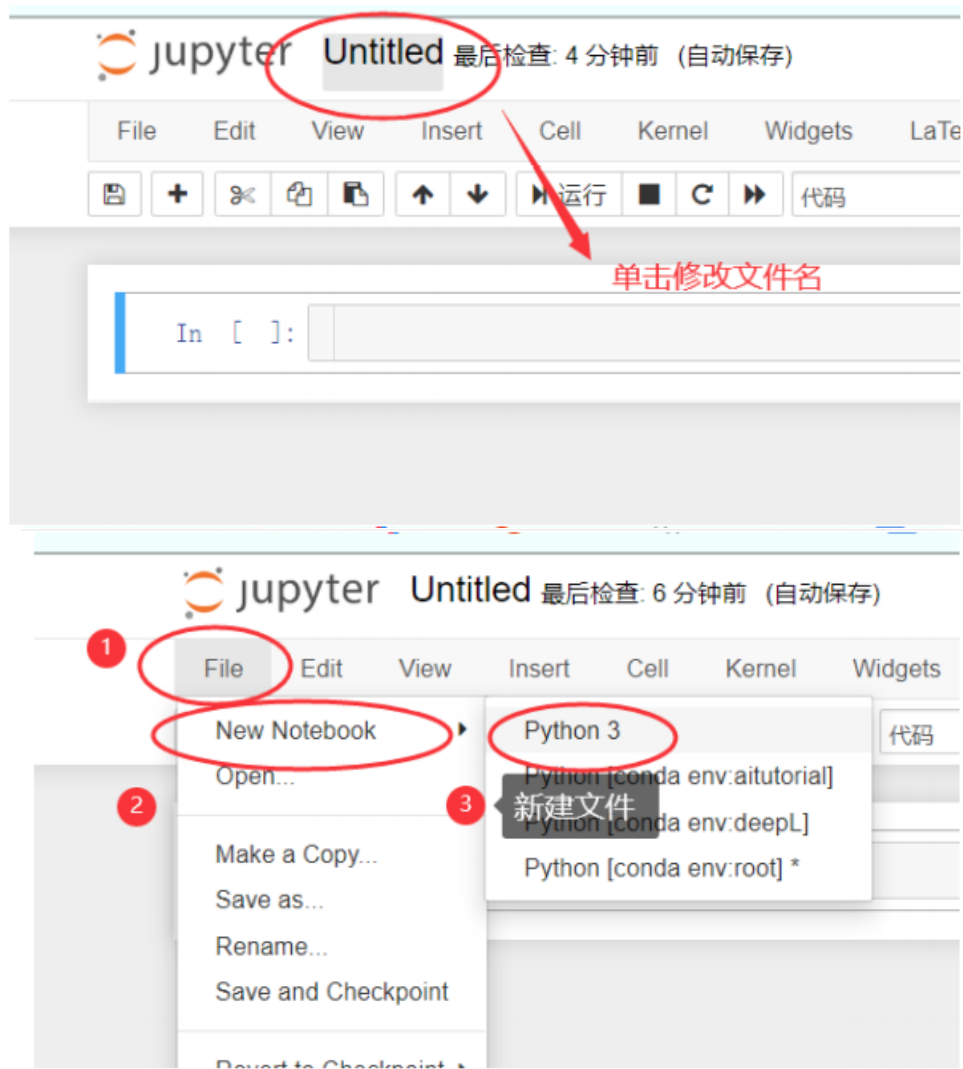 jupyter Untitled 最后检查: 4 分钟前 (自动保存)
File Edit View Insert Cell Kernel Widgets LaTe
运行 代码
单击修改文件名
In [ ]:
jupyter Untitled 最后检查: 6 分钟前 (自动保存)
1
File Edit View Insert Cell Kernel Widgets
New Notebook Python 3 代码
Open... Python [conda env:aitutorial]
2 3 新建文件
Python [conda env:deepL]
Make a Copy... Python [conda env:root] *
Save as...
Rename...
Save and Checkpoint
Revert to Checkpoint